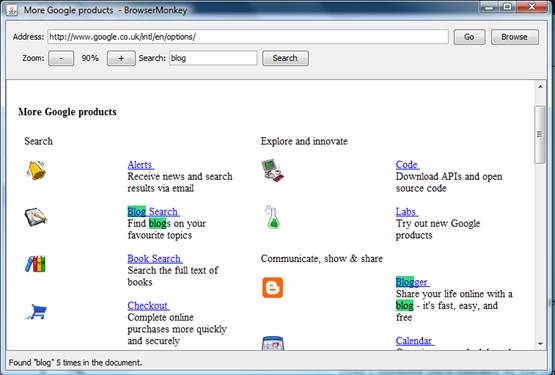 More Google products - BrowserMonkey
Address: http://www.google.co.uk/intl/en/options/ Go Browse
Zoom: - 90% + Search: blog Search
More Google products
Search
Alerts
Receive news and search
results via email
Blog Search
Find blogs on your
favourite topics
Book Search
Search the full text of
books
Checkout
Complete online
purchases more quickly
and securely
Explore and innovate
Code
Download APIs and open
source code
Labs
Try out new Google
products
Communicate, show & share
Blogger
Share your life online with a
blog - it's fast, easy, and
free
Calendar
Found "blog" 5 times in the document.